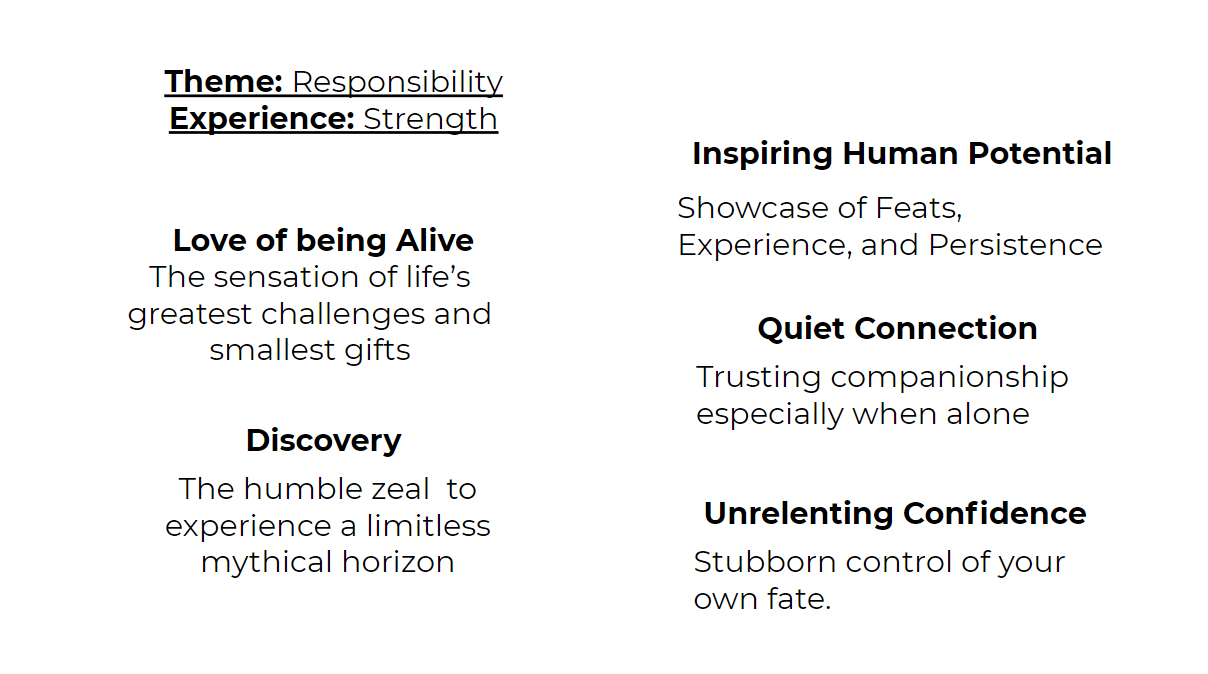 Theme: Responsibility
Experience: Strength
Love of being Alive
The sensation of life’s
greatest challenges and
smallest gifts
Discovery
The humble zeal  to
experience a limitless
mythical horizon
Inspiring Human Potential
Showcase of Feats,
Experience, and Persistence
Quiet Connection
Trusting companionship
especially when alone
Unrelenting Confidence
Stubborn control of your
own fate.